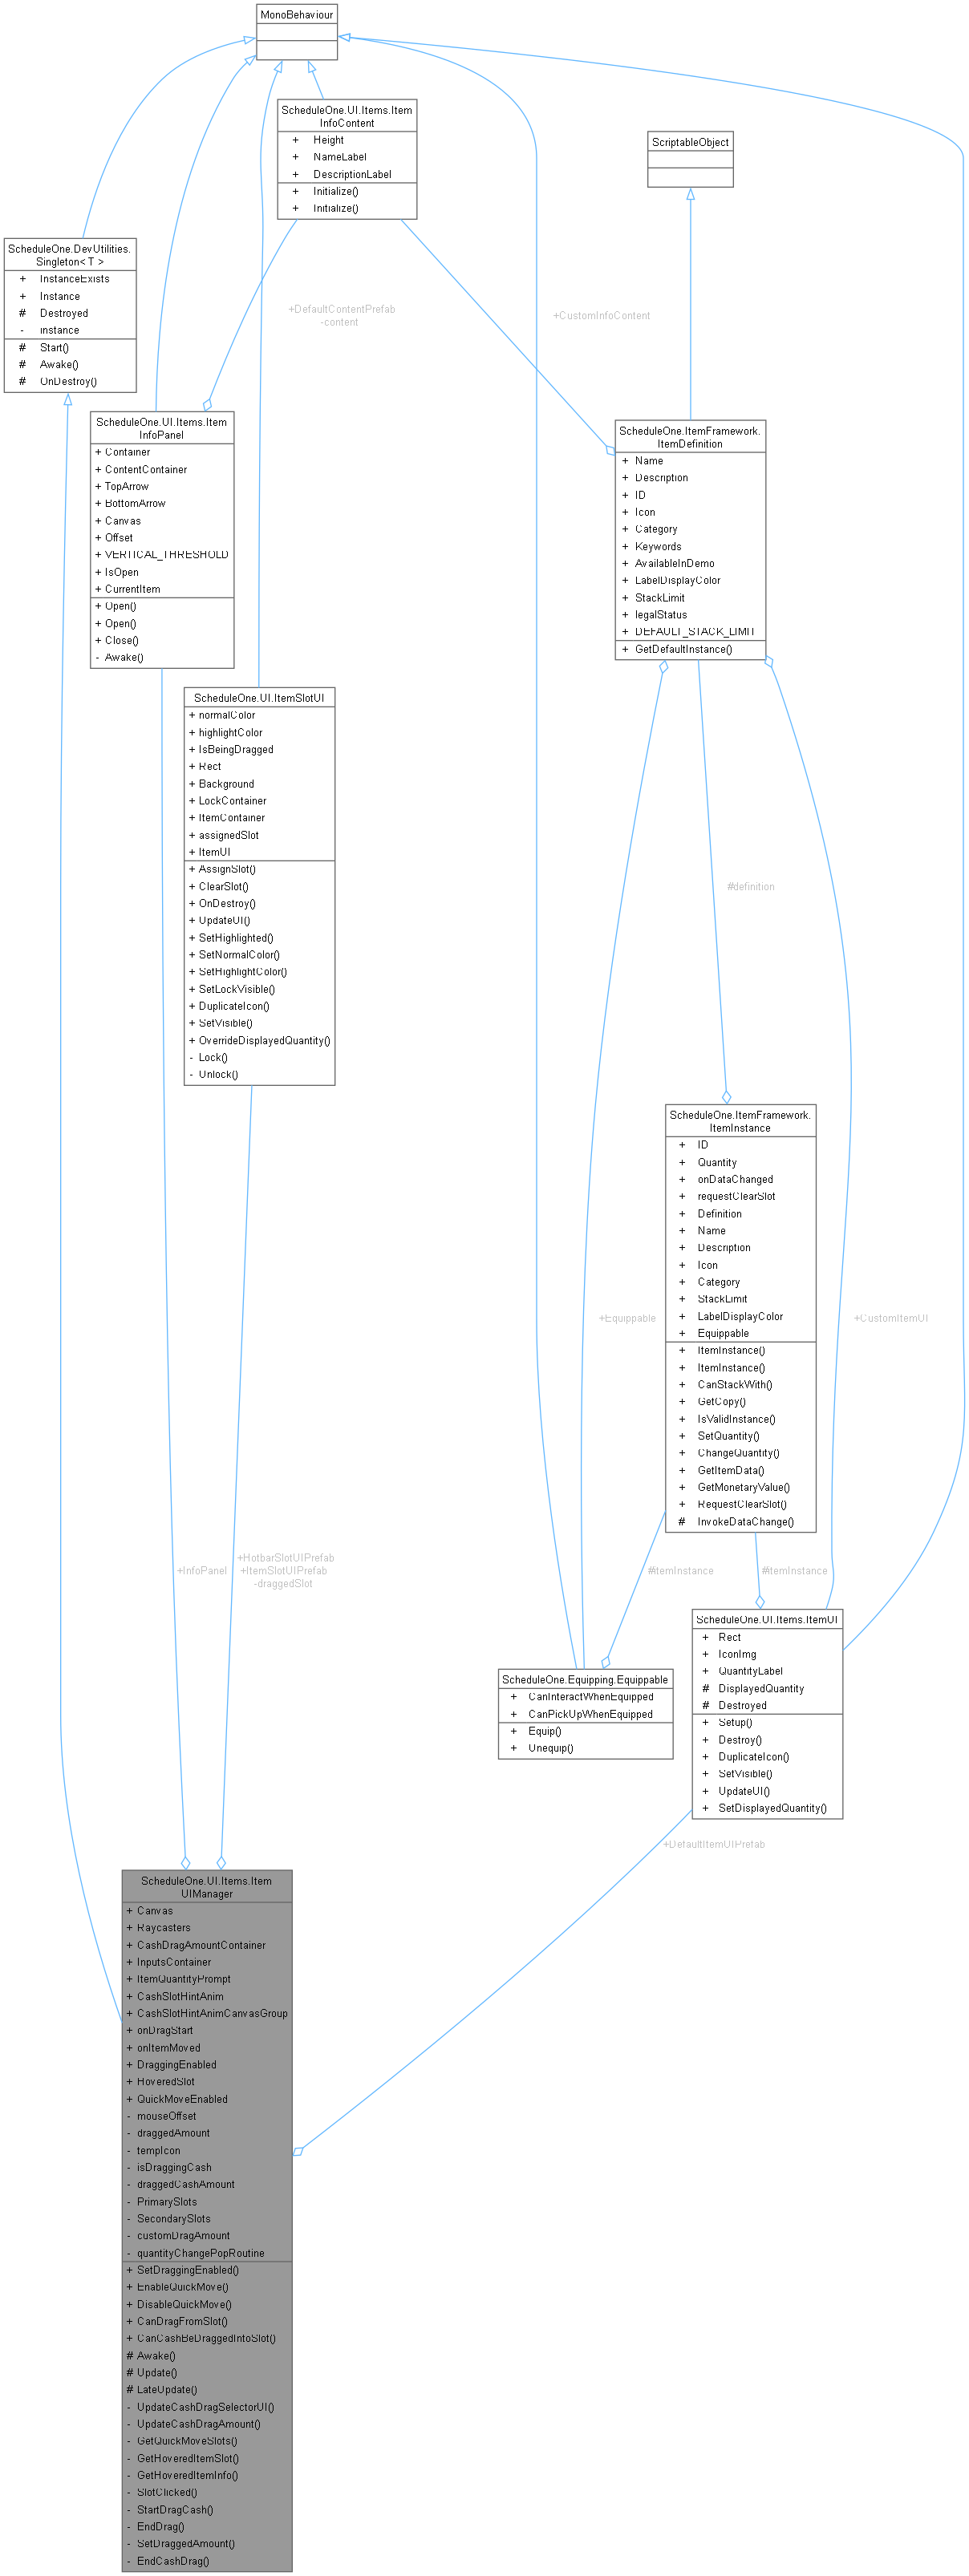 MonoBehaviour
ScheduleOne.UI.Items.Item
InfoContent
+ Height
+ NameLabel
+ DescriptionLabel
+ Initialize()
+ Initialize()
ScriptableObject
ScheduleOne.DevUtilities.
Singleton< T >
+ InstanceExists
+ Instance
# Destroyed
- instance
# Start()
# Awake()
# OnDestroy()
+DefaultContentPrefab
-content
+CustomInfoContent
ScheduleOne.UI.Items.Item
InfoPanel
+ Container
+ ContentContainer
+ TopArrow
+ BottomArrow
+ Canvas
+ Offset
+ VERTICAL_THRESHOLD
+ IsOpen
+ CurrentItem
+ Open()
+ Open()
+ Close()
- Awake()
ScheduleOne.ItemFramework.
ItemDefinition
+ Name
+ Description
+ ID
+ Icon
+ Category
+ Keywords
+ AvailableInDemo
+ LabelDisplayColor
+ StackLimit
+ legalStatus
+ DEFAULT_STACK_LIMIT
+ GetDefaultInstance()
ScheduleOne.UI.ItemSlotUI
+ normalColor
+ highlightColor
+ IsBeingDragged
+ Rect
+ Background
+ LockContainer
+ ItemContainer
+ assignedSlot
+ ItemUI
+ AssignSlot()
+ ClearSlot()
+ OnDestroy()
+ UpdateUI()
+ SetHighlighted()
+ SetNormalColor()
+ SetHighlightColor()
+ SetLockVisible()
+ DuplicateIcon()
+ SetVisible()
+ OverrideDisplayedQuantity()
- Lock()
- Unlock()
#definition
ScheduleOne.ItemFramework.
ItemInstance
+ ID
+ Quantity
+ onDataChanged
+ requestClearSlot
+ Definition
+ Name
+ Description
+ Icon
+ Category
+ StackLimit
+ LabelDisplayColor
+ Equippable
+ ItemInstance()
+ ItemInstance()
+ CanStackWith()
+ GetCopy()
+ IsValidInstance()
+ SetQuantity()
+ ChangeQuantity()
+ GetItemData()
+ GetMonetaryValue()
+ RequestClearSlot()
# InvokeDataChange()
+Equippable
+CustomItemUI
+InfoPanel
+HotbarSlotUIPrefab
+ItemSlotUIPrefab
-draggedSlot
#itemInstance
#itemInstance
ScheduleOne.Equipping.Equippable
+ CanInteractWhenEquipped
+ CanPickUpWhenEquipped
+ Equip()
+ Unequip()
ScheduleOne.UI.Items.ItemUI
+ Rect
+ IconImg
+ QuantityLabel
# DisplayedQuantity
# Destroyed
+ Setup()
+ Destroy()
+ DuplicateIcon()
+ SetVisible()
+ UpdateUI()
+ SetDisplayedQuantity()
+DefaultItemUIPrefab
ScheduleOne.UI.Items.Item
UIManager
+ Canvas
+ Raycasters
+ CashDragAmountContainer
+ InputsContainer
+ ItemQuantityPrompt
+ CashSlotHintAnim
+ CashSlotHintAnimCanvasGroup
+ onDragStart
+ onItemMoved
+ DraggingEnabled
+ HoveredSlot
+ QuickMoveEnabled
- mouseOffset
- draggedAmount
- tempIcon
- isDraggingCash
- draggedCashAmount
- PrimarySlots
- SecondarySlots
- customDragAmount
- quantityChangePopRoutine
+ SetDraggingEnabled()
+ EnableQuickMove()
+ DisableQuickMove()
+ CanDragFromSlot()
+ CanCashBeDraggedIntoSlot()
# Awake()
# Update()
# LateUpdate()
- UpdateCashDragSelectorUI()
- UpdateCashDragAmount()
- GetQuickMoveSlots()
- GetHoveredItemSlot()
- GetHoveredItemInfo()
- SlotClicked()
- StartDragCash()
- EndDrag()
- SetDraggedAmount()
- EndCashDrag()